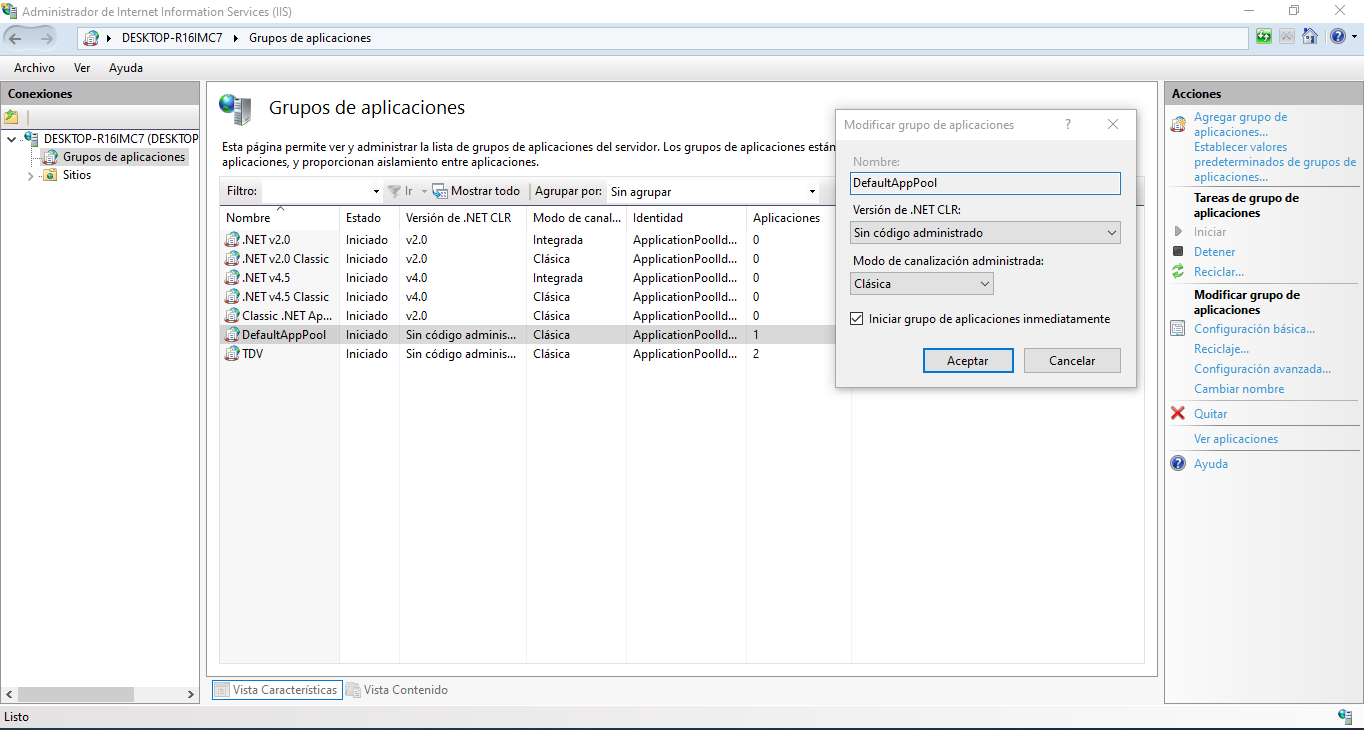 Administrador de Internet Information Services (IIS)
DESKTOP-R16IMC7
Grupos de aplicaciones
Archivo Ver Ayuda
Conexiones
DESKTOP-R16IMC7 (DESKTOP
Grupos de aplicaciones
Sitios
Grupos de aplicaciones
Esta página permite ver y administrar la lista de grupos de aplicaciones del servidor. Los grupos de aplicaciones están
aplicaciones, y proporcionan aislamiento entre aplicaciones.
Filtro: Ir Mostrar todo Agrupar por: Sin agrupar
Nombre Estado Versión de .NET CLR Modo de canal... Identidad Aplicaciones
.NET v2.0 Iniciado v2.0 Integrada ApplicationPoolId... 0
.NET v2.0 Classic Iniciado v2.0 Clásica ApplicationPoolId... 0
.NET v4.5 Iniciado v4.0 Integrada ApplicationPoolId... 0
.NET v4.5 Classic Iniciado v4.0 Clásica ApplicationPoolId... 0
Classic .NET Ap... Iniciado v2.0 Clásica ApplicationPoolId... 0
DefaultAppPool Iniciado Sin código adminis... Clásica ApplicationPoolId... 1
TDV Iniciado Sin código adminis... Clásica ApplicationPoolId... 2
Modificar grupo de aplicaciones ?
Nombre:
DefaultAppPool
Versión de .NET CLR:
Sin código administrado
Modo de canalización administrada:
Clásica
Iniciar grupo de aplicaciones inmediatamente
Aceptar Cancelar
Acciones
Agregar grupo de
aplicaciones...
Establecer valores
predeterminados de grupos de
aplicaciones...
Tareas de grupo de
aplicaciones
Iniciar
Detener
Reciclar...
Modificar grupo de
aplicaciones
Configuración básica...
Reciclaje...
Configuración avanzada...
Cambiar nombre
Quitar
Ver aplicaciones
Ayuda
Vista Características Vista Contenido
Listo